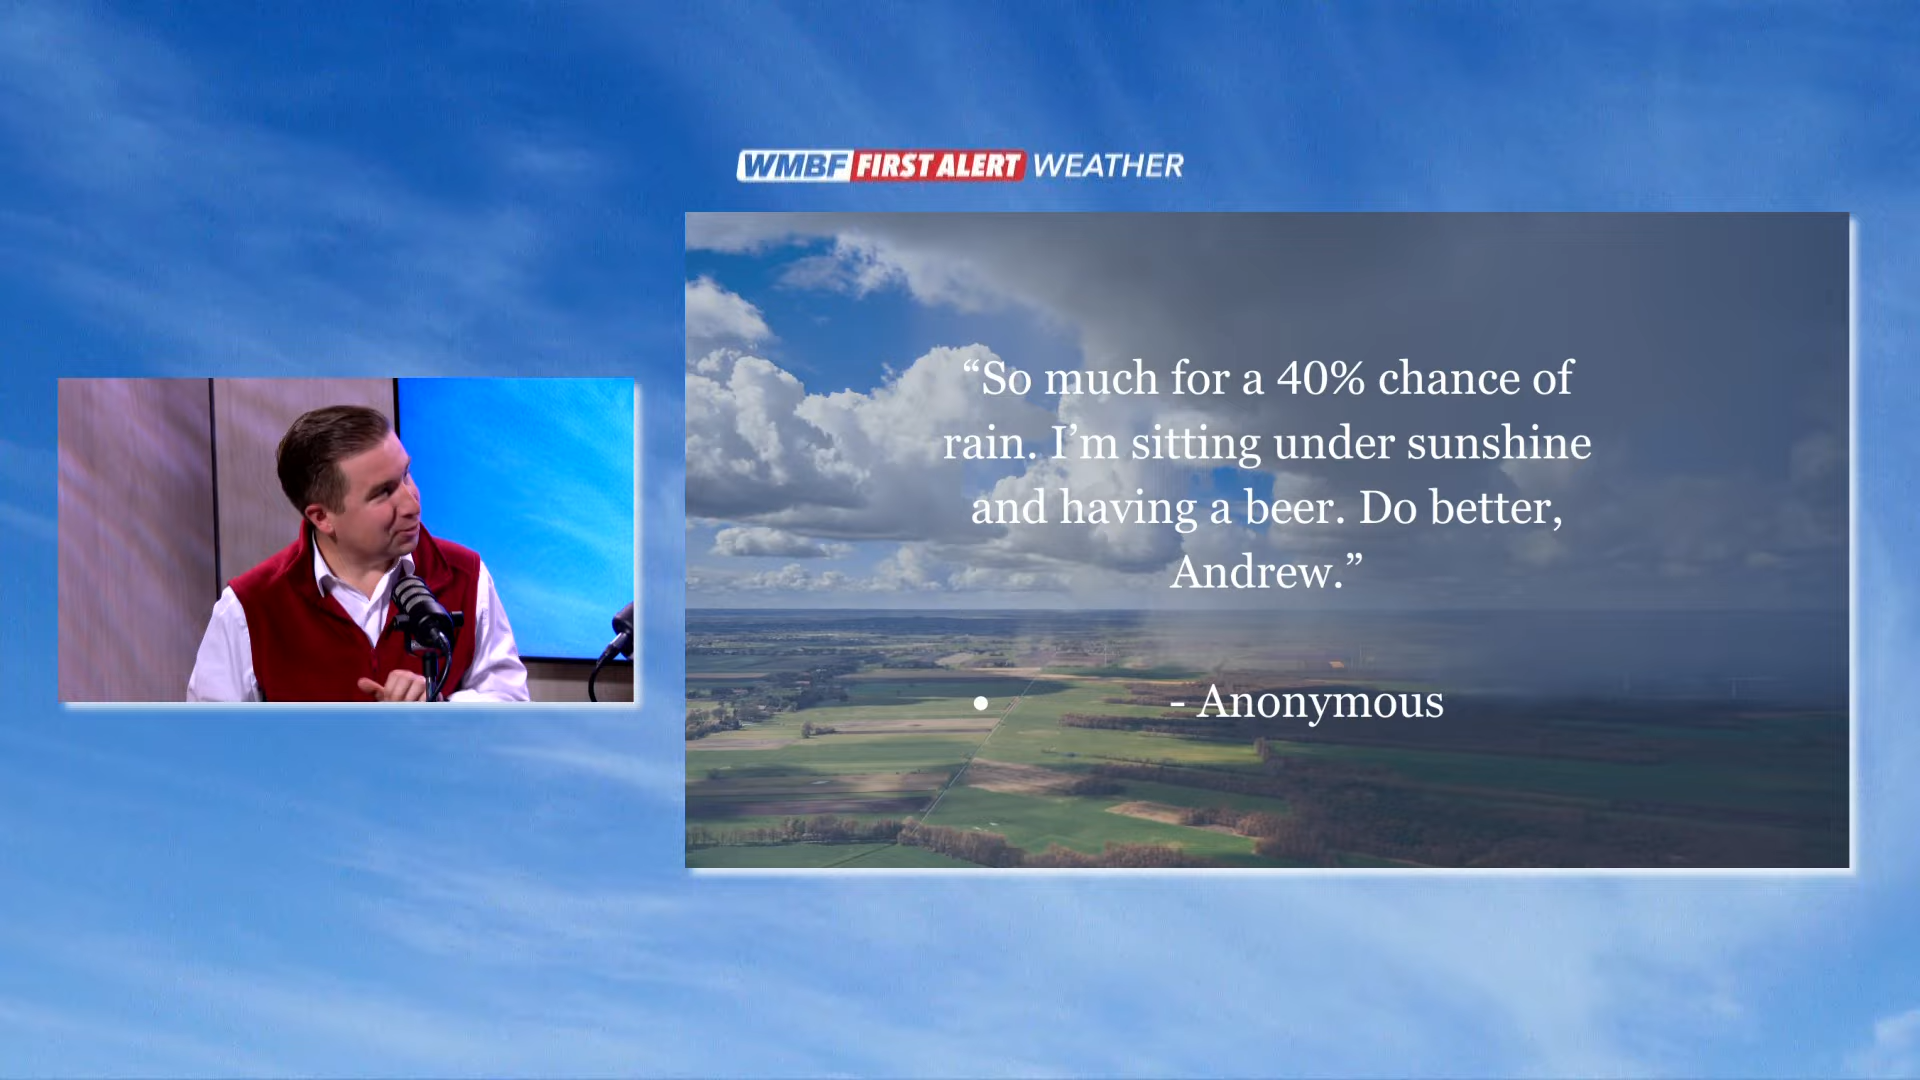 WMBF FIRST ALERT WEATHER
“So much for a 40% chance of
rain. I’m sitting under sunshine
and having a beer. Do better,
Andrew.”
• - Anonymous